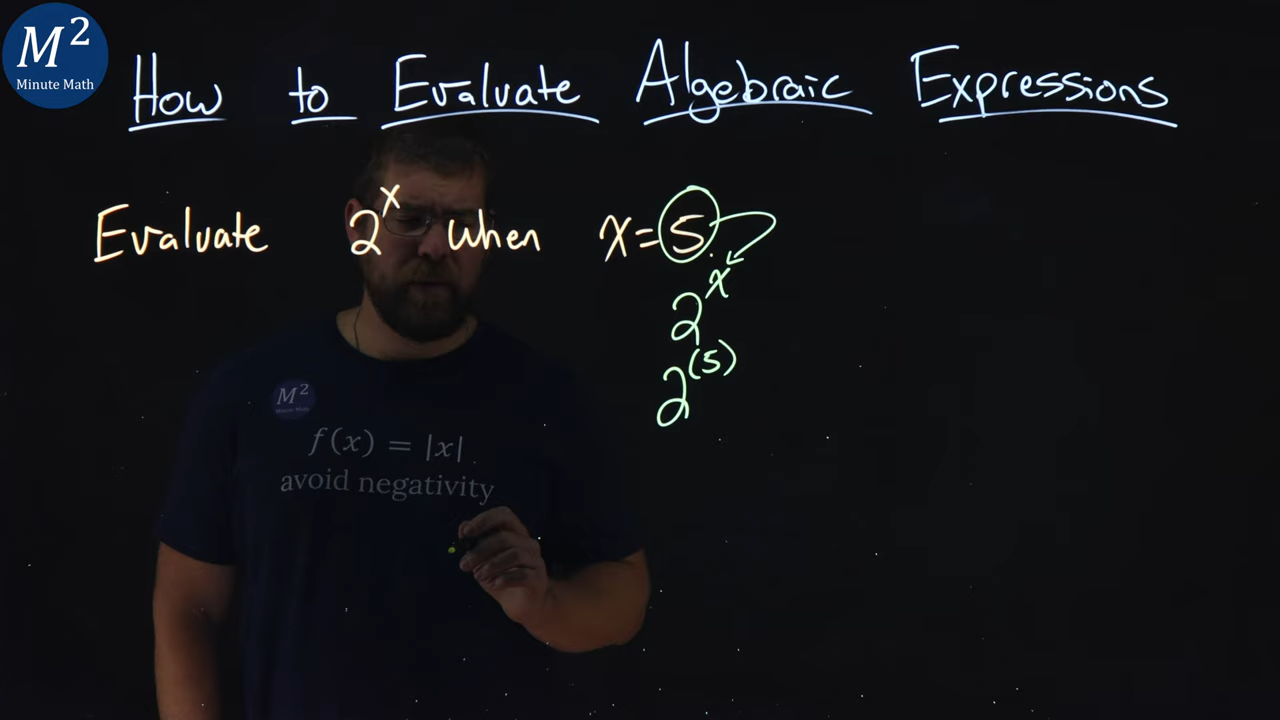 M²
Minute Math
How to Evaluate Algebraic Expressions
Evaluate 2^x when x=5
2^x
2^(5)
M²
Minute Math
f(x) = |x|
avoid negativity